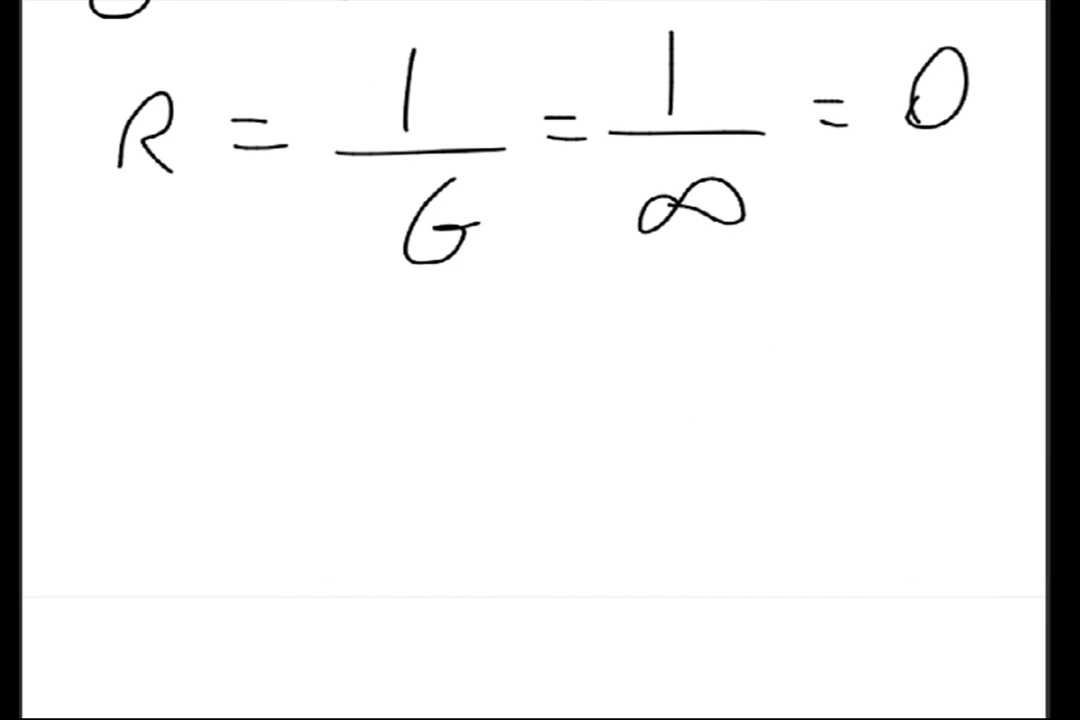 R = 1/G = 1/∞ = 0